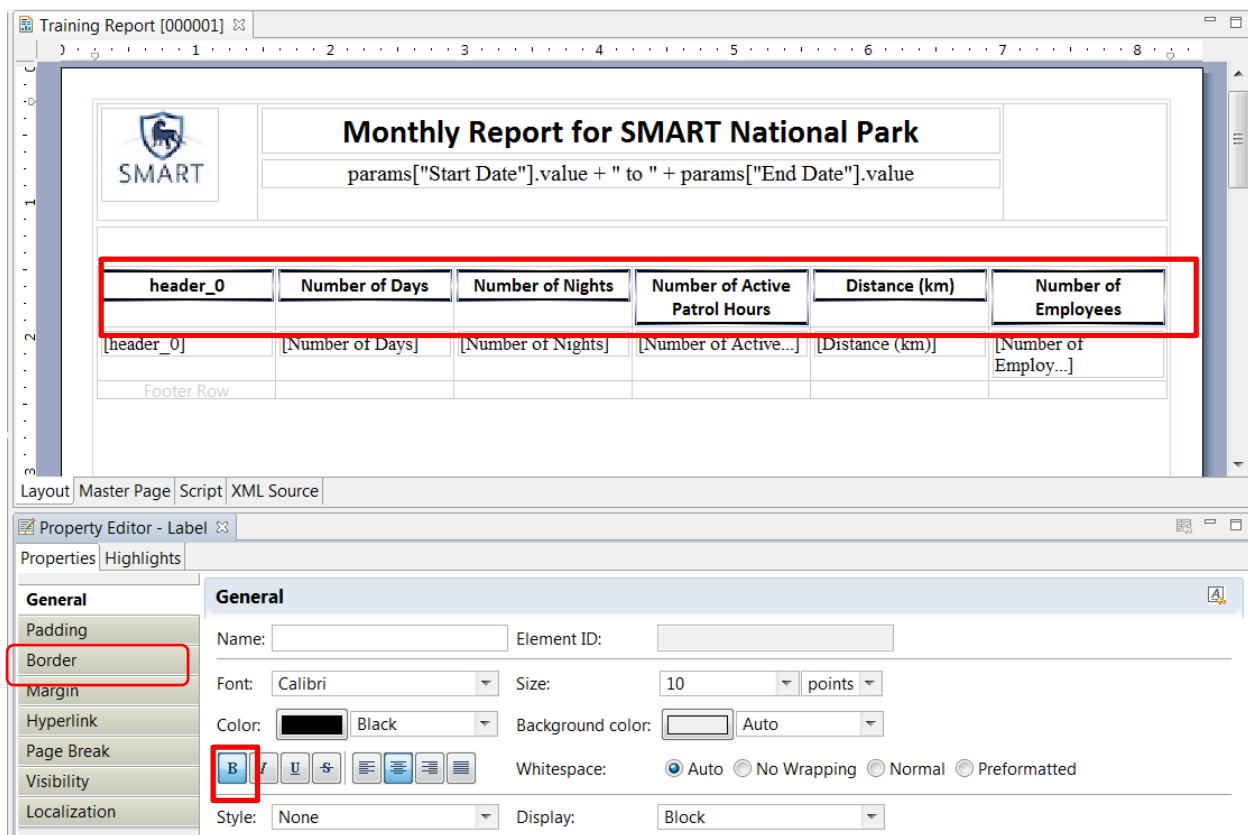 Training Report [000001]
1 2 3 4 5 6 7 8
SMART
Monthly Report for SMART National Park
params["Start Date"].value + " to " + params["End Date"].value
1
header_0 Number of Days Number of Nights Number of Active Patrol Hours Distance (km) Number of Employees
2
[header_0] [Number of Days] [Number of Nights] [Number of Active...] [Distance (km)] [Number of Employ...]
Footer Row
3
Layout Master Page Script XML Source
Property Editor - Label
Properties Highlights
General
Padding
Border
Margin
Hyperlink
Page Break
Visibility
Localization
General
Name: Element ID:
Font: Calibri Size: 10 points
Color: Black Background color: Auto
B I U S Whitespace: Auto No Wrapping Normal Preformatted
Style: None Display: Block